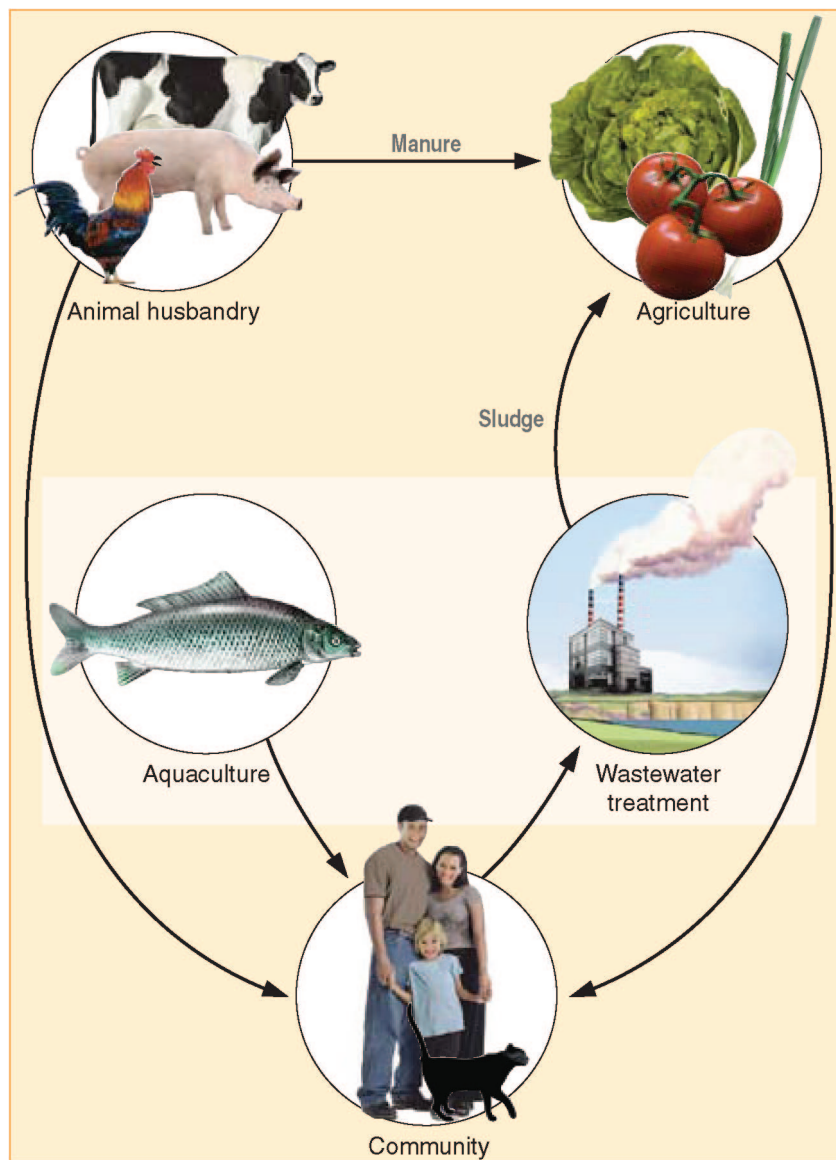 Manure
Animal husbandry
Agriculture
Sludge
Aquaculture
Wastewater
treatment
Community